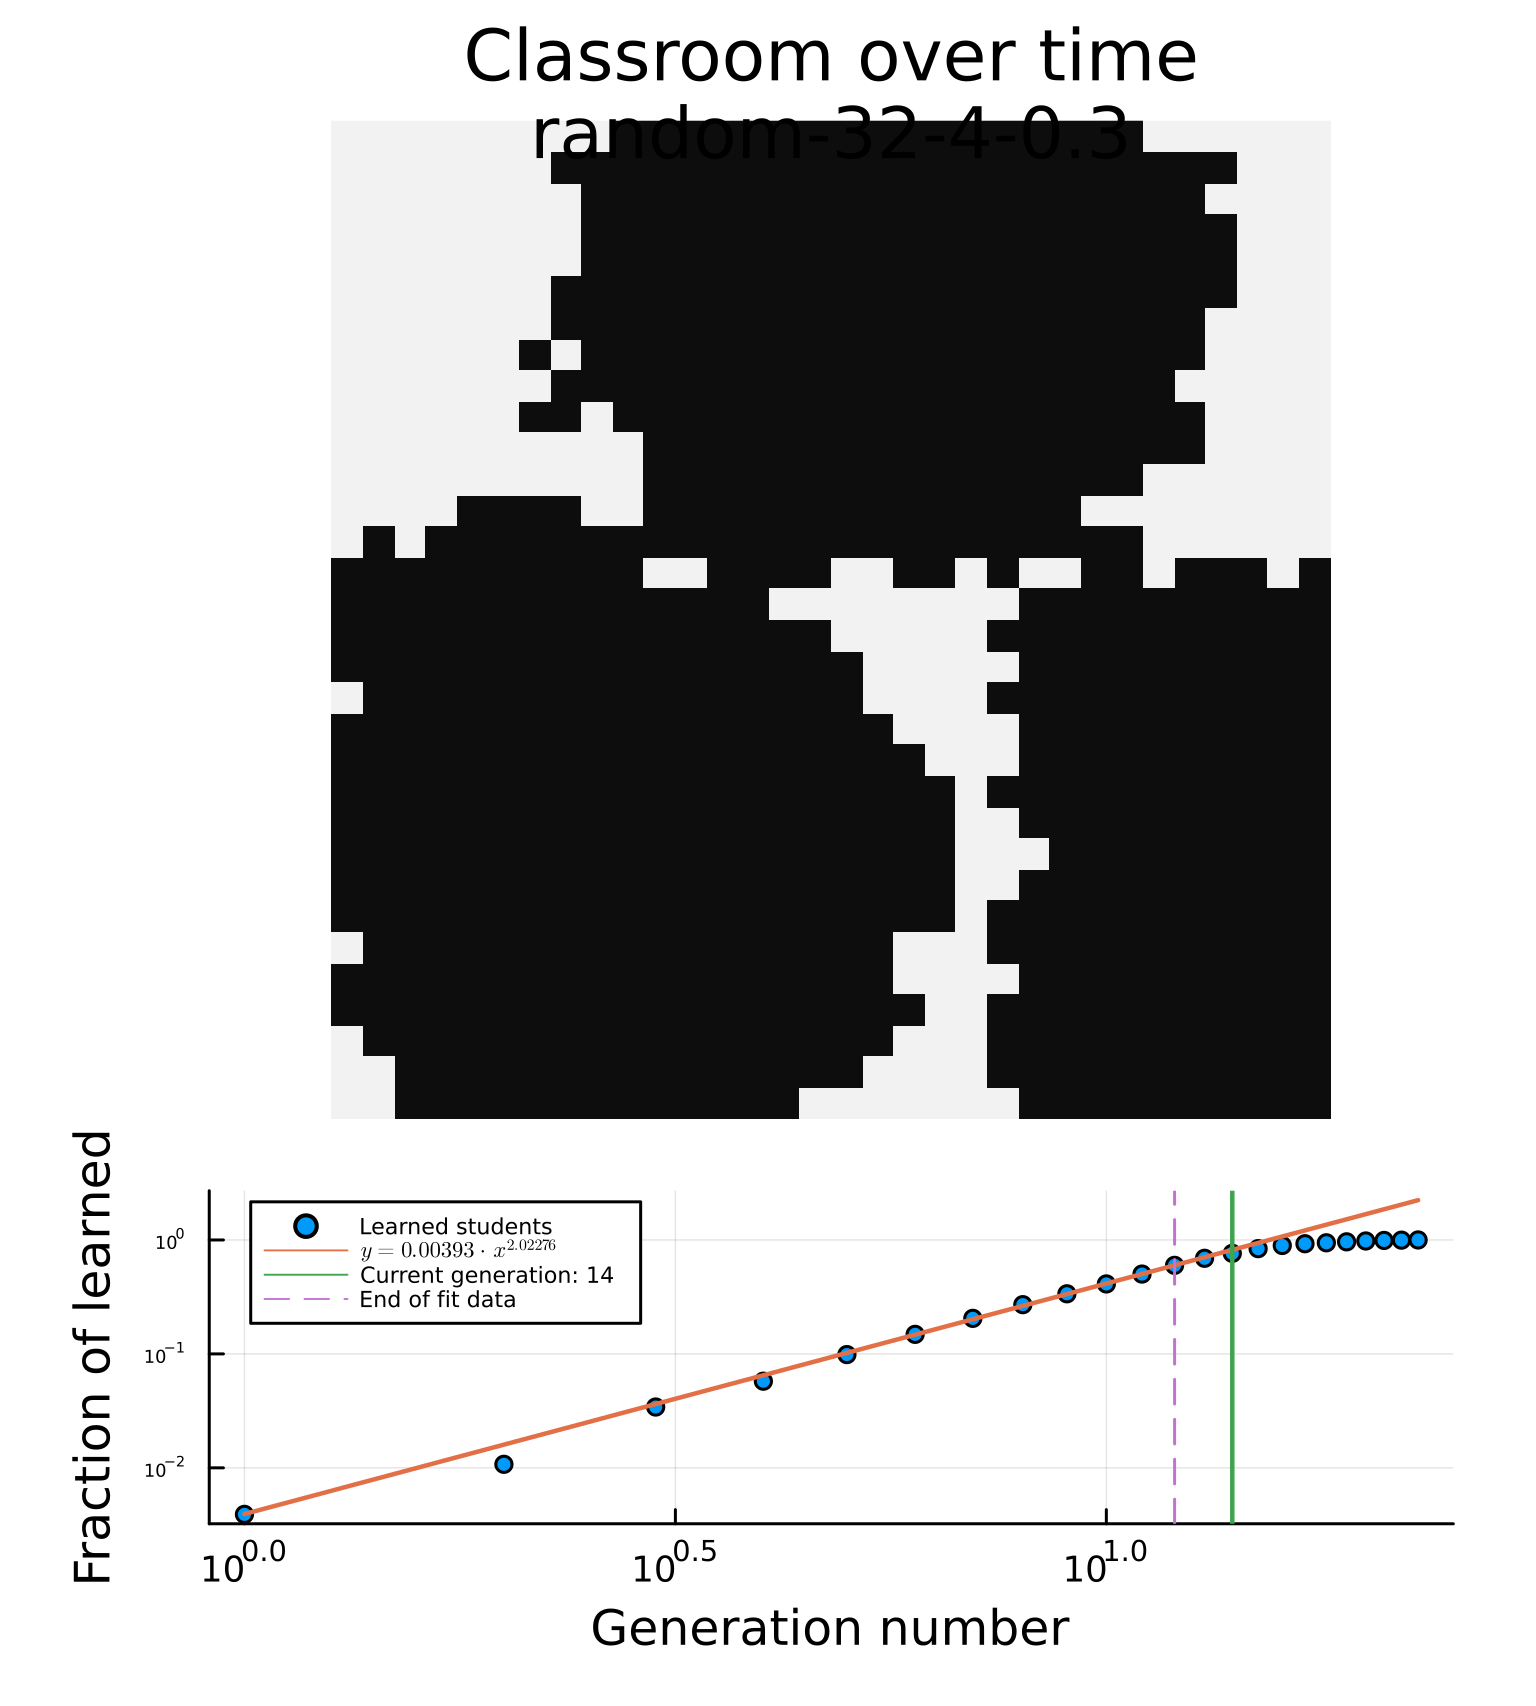 Classroom over time
random-32-4-0.3
Fraction of learned
10⁰
10⁻¹
10⁻²
Learned students
y = 0.00393 · x^2.02276
Current generation: 14
End of fit data
10^0.0 10^0.5 10^1.0
Generation number